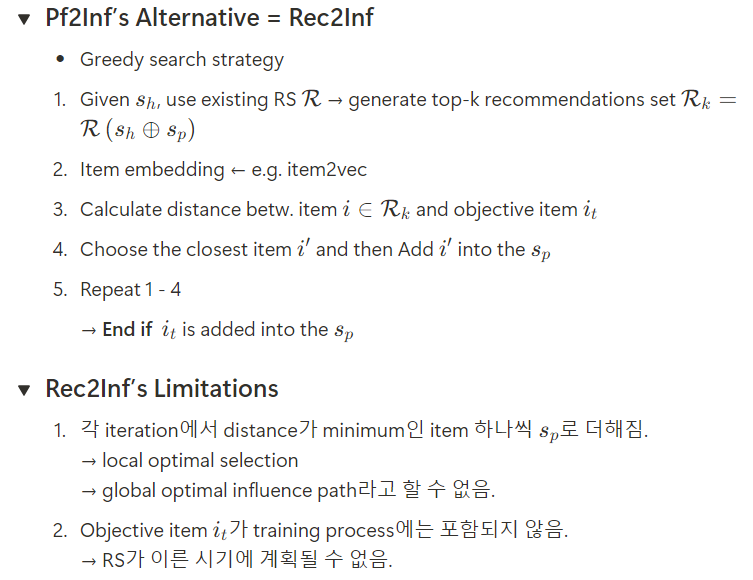 ▼ Pf2Inf's Alternative = Rec2Inf
• Greedy search strategy
1. Given $s_h$, use existing RS $\mathcal{R}$ → generate top-k recommendations set $\mathcal{R}_k =$
$\mathcal{R}(s_h \oplus s_p)$
2. Item embedding ← e.g. item2vec
3. Calculate distance betw. item $i \in \mathcal{R}_k$ and objective item $i_t$
4. Choose the closest item $i'$ and then Add $i'$ into the $s_p$
5. Repeat 1 - 4
→ End if $i_t$ is added into the $s_p$
▼ Rec2Inf's Limitations
1. 각 iteration에서 distance가 minimum인 item 하나씩 $s_p$로 더해짐.
→ local optimal selection
→ global optimal influence path라고 할 수 없음.
2. Objective item $i_t$가 training process에는 포함되지 않음.
→ RS가 이른 시기에 계획될 수 없음.